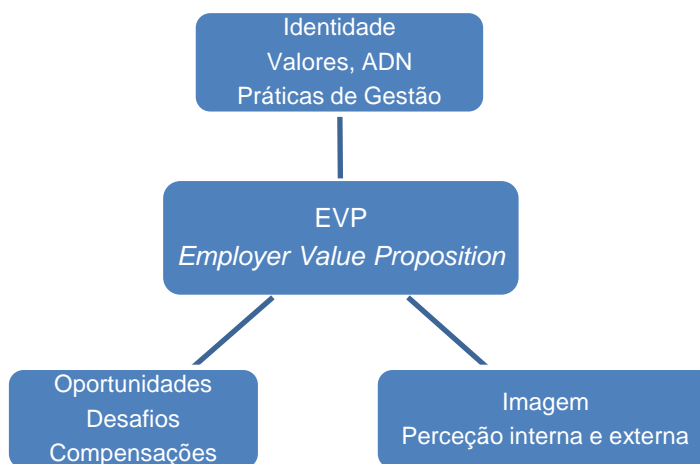 Identidade
Valores, ADN
Práticas de Gestão
EVP
Employer Value Proposition
Oportunidades
Desafios
Compensações
Imagem
Perceção interna e externa